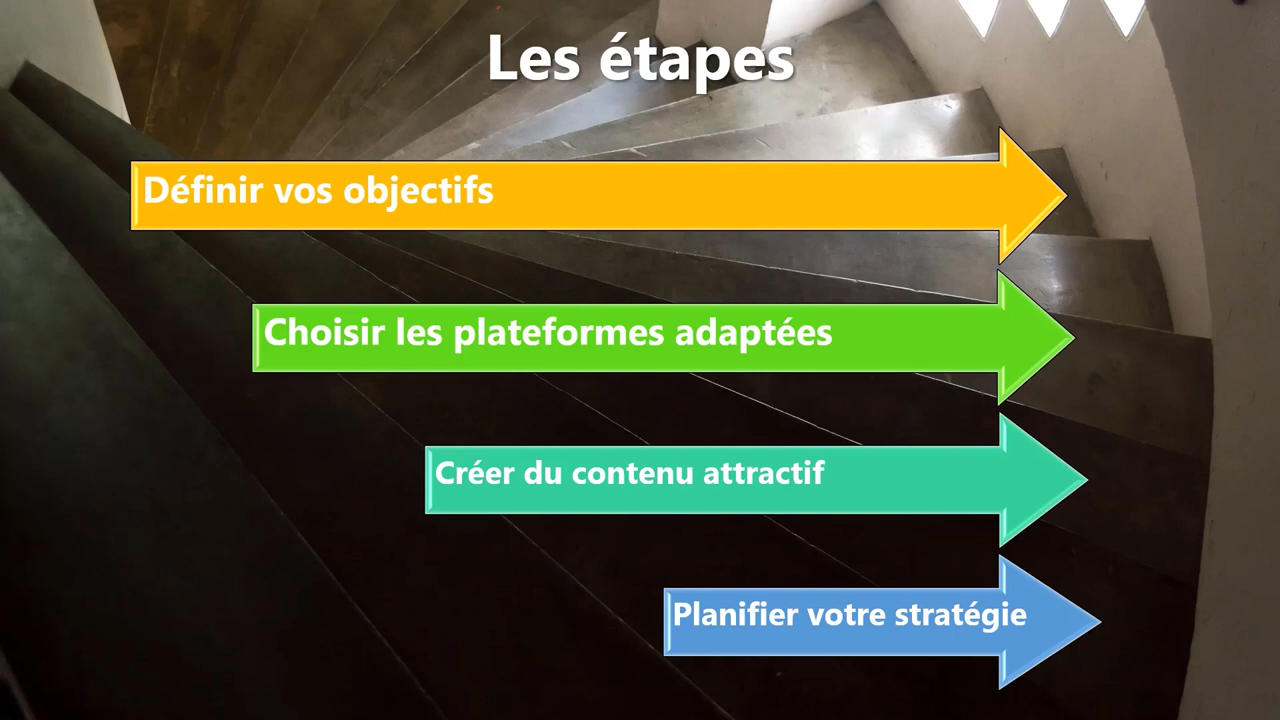 Les étapes
Définir vos objectifs
Choisir les plateformes adaptées
Créer du contenu attractif
Planifier votre stratégie